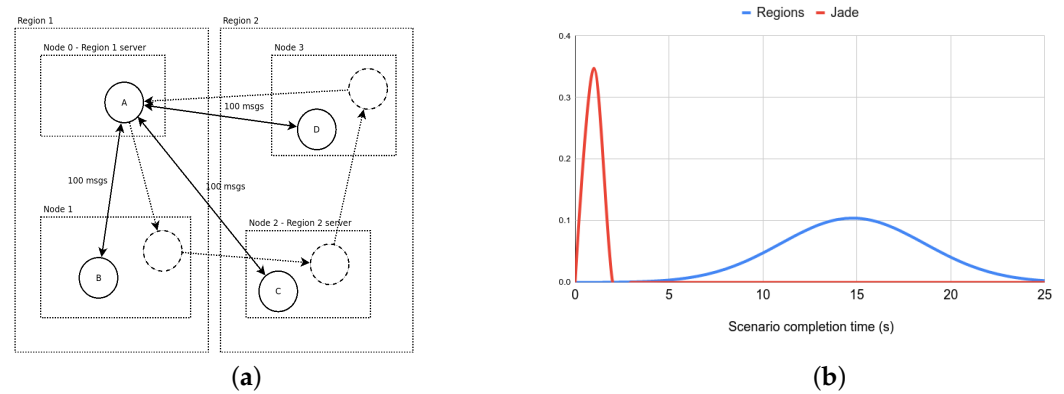 Region 1
Region 2
Node 0 - Region 1 server
Node 3
A
100 msgs
D
100 msgs
100 msgs
Node 1
Node 2 - Region 2 server
B
C
(a)
Regions
Jade
0.4
0.3
0.2
0.1
0.0
0
5
10
15
20
25
Scenario completion time (s)
(b)